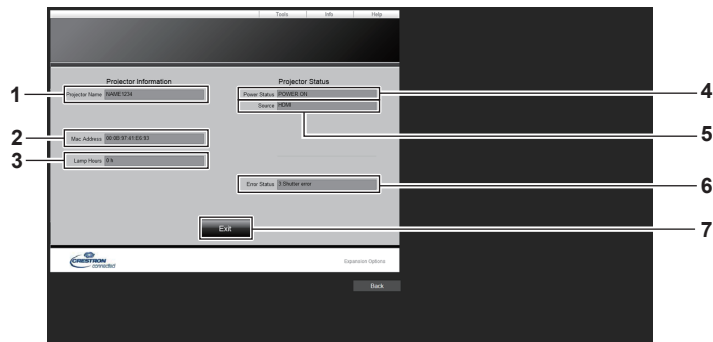 Tools Info Help
Projector Information Projector Status
1 Projector Name NAME1234 Power Status POWER ON 4
Source HDMI 5
2 Mac Address 00:0B:97:41:E6:93
3 Lamp Hours 0 h
Error Status 3:Shutter error 6
Exit 7
CRESTRON connected Expansion Options
Back